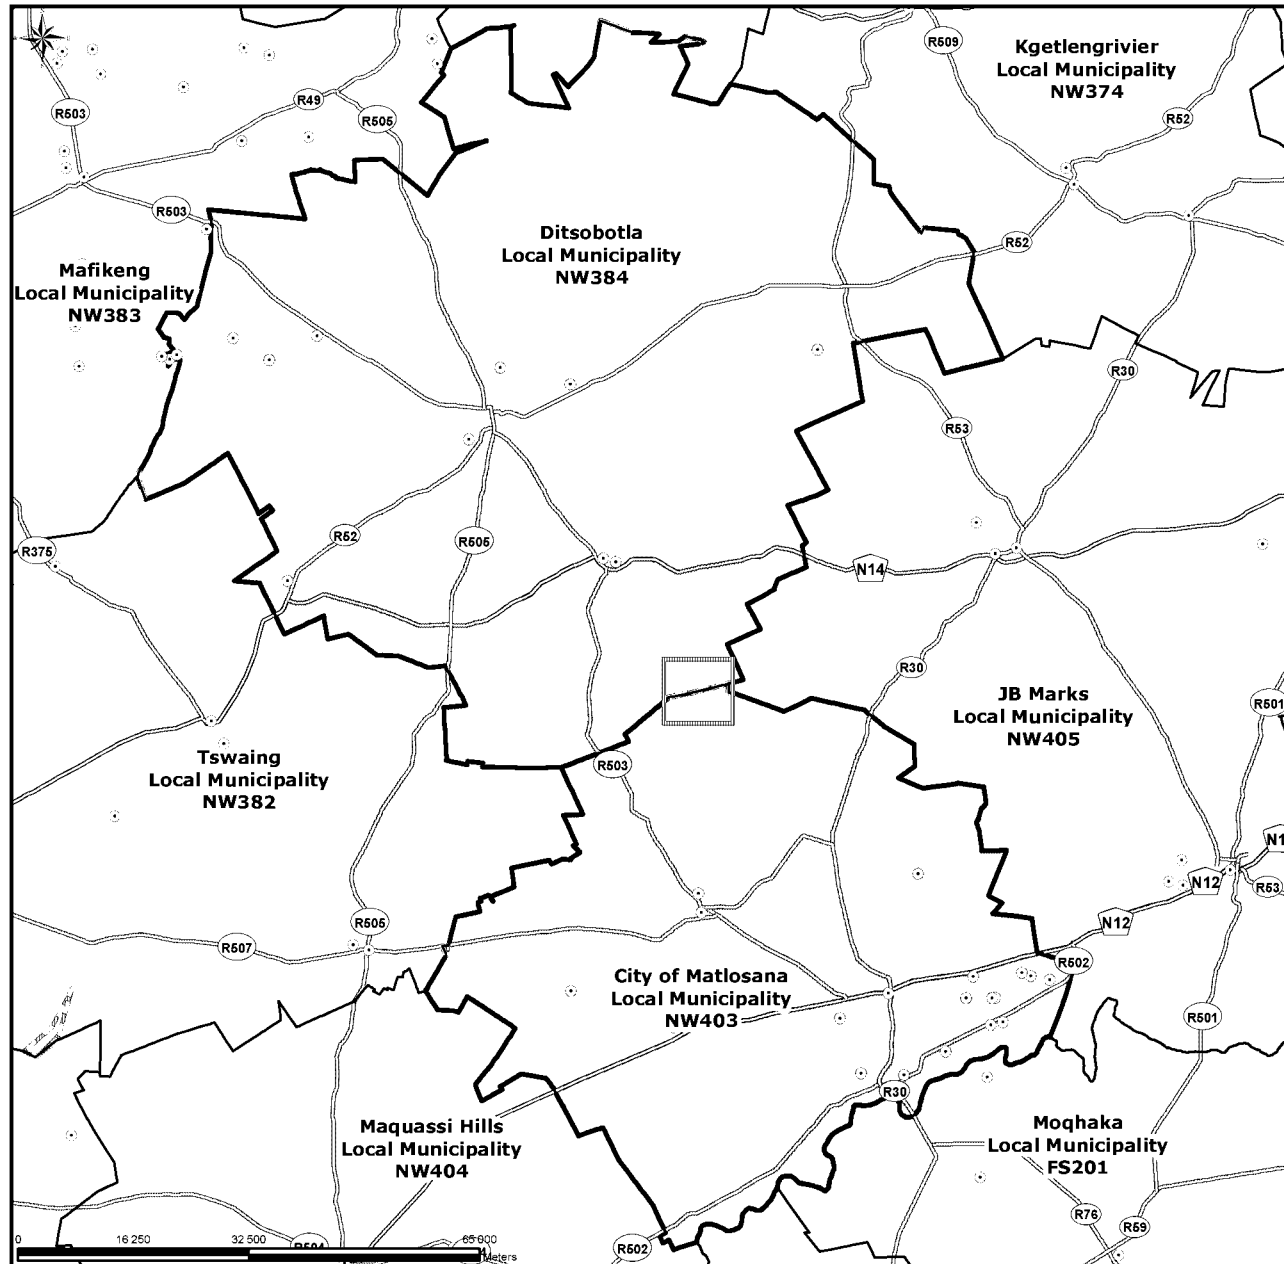 R509
Kgetlengrivier
Local Municipality
NW374
R49
R503
R505
R52
R503
Ditsobotla
Local Municipality
NW384
R52
Mafikeng
Local Municipality
NW383
R30
R53
R52
R505
R375
N14
R30
JB Marks
Local Municipality
NW405
R501
Tswaing
Local Municipality
NW382
R503
N1
N12
R53
R505
N12
R507
R502
City of Matlosana
Local Municipality
NW403
R501
R30
Maquassi Hills
Local Municipality
NW404
Moqhaka
Local Municipality
FS201
R76
R59
R502
0 16 250 32 500 65 000
Meters